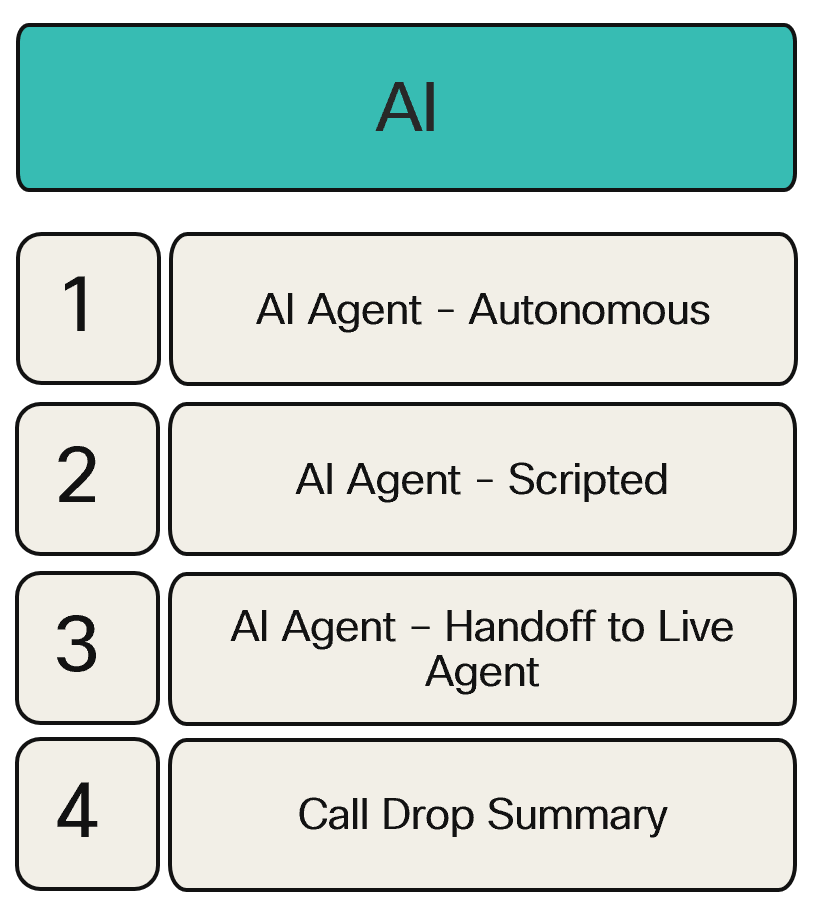 AI
1
AI Agent – Autonomous
2
AI Agent – Scripted
3
AI Agent – Handoff to Live
Agent
4
Call Drop Summary